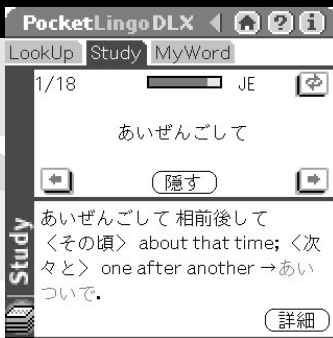 PocketLingoDLX
LookUp Study MyWord
1/18 JE
あいぜんごして
隠す
Study
あいぜんごして 相前後して
〈その頃〉 about that time; 〈次
々と〉 one after another →あい
ついで.
詳細